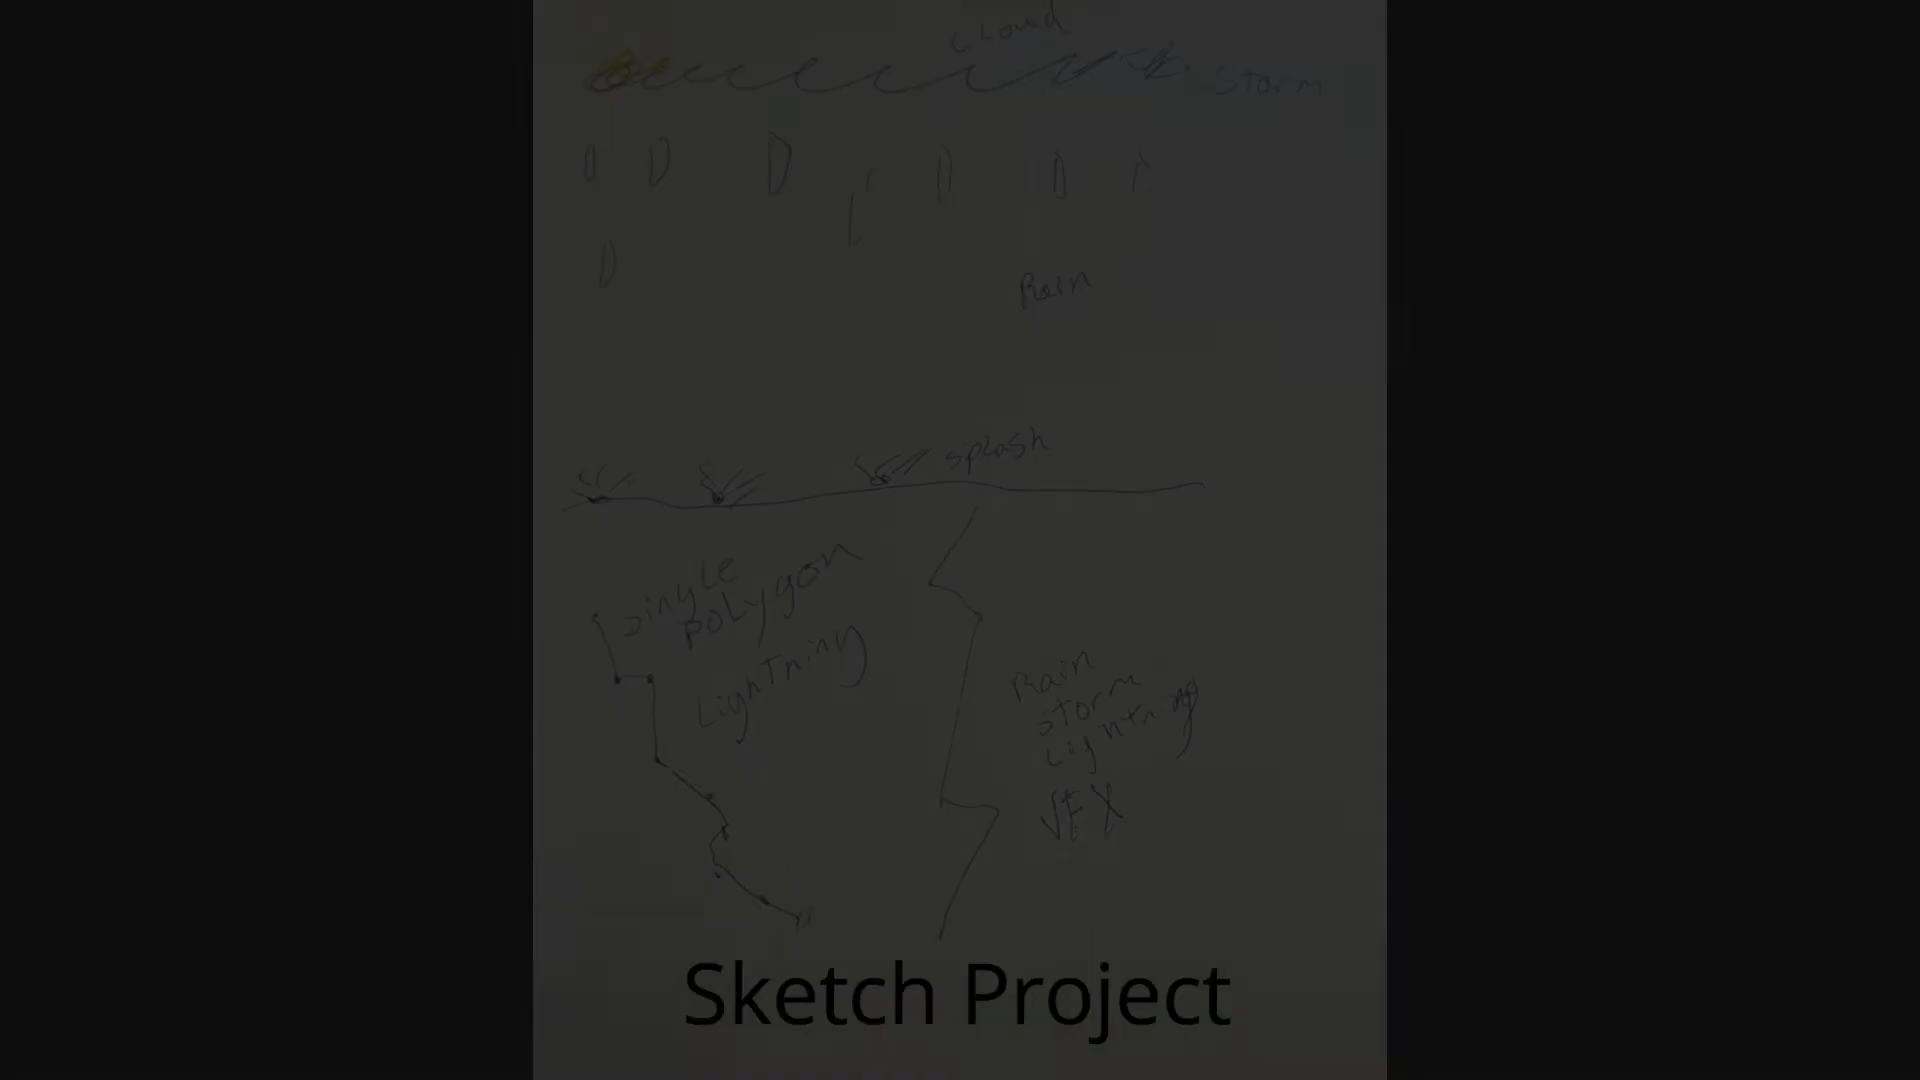 cloud
storm
Rain
splash
single
polygon
Lightning
Rain
storm
Lightning
VFX
Sketch Project